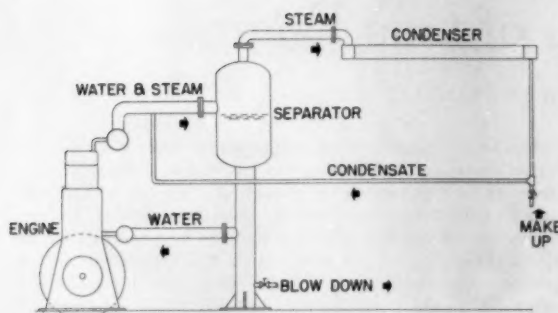 STEAM
CONDENSER
WATER & STEAM
SEPARATOR
CONDENSATE
ENGINE
WATER
MAKE
UP
BLOW DOWN